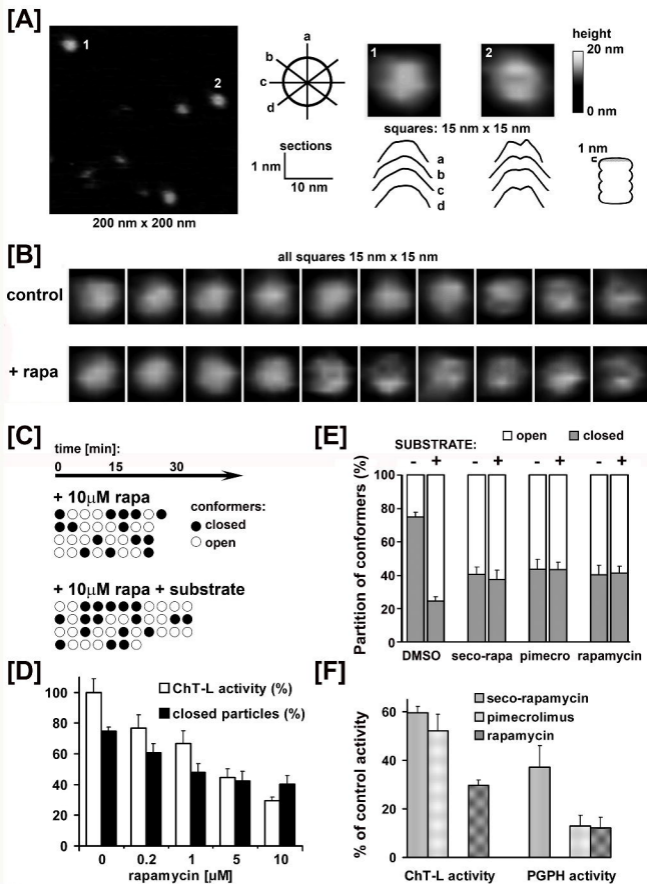 [A]
1
2
200 nm x 200 nm
a
b
c
d
sections
1 nm
10 nm
1
2
squares: 15 nm x 15 nm
a
b
c
d
height
20 nm
0 nm
1 nm
[B]
all squares 15 nm x 15 nm
control
+ rapa
[C]
time [min]:
0 15 30
+ 10μM rapa
conformers:
closed
open
+ 10μM rapa + substrate
[D]
ChT-L activity (%)
closed particles (%)
100
80
60
40
20
0
0 0.2 1 5 10
rapamycin [μM]
[E]
open closed
SUBSTRATE:
- + - + - + - +
Partition of conformers (%)
100
80
60
40
20
0
DMSO seco-rapa pimecro rapamycin
[F]
seco-rapamycin
pimecrolimus
rapamycin
% of control activity
60
40
20
0
ChT-L activity PGPH activity